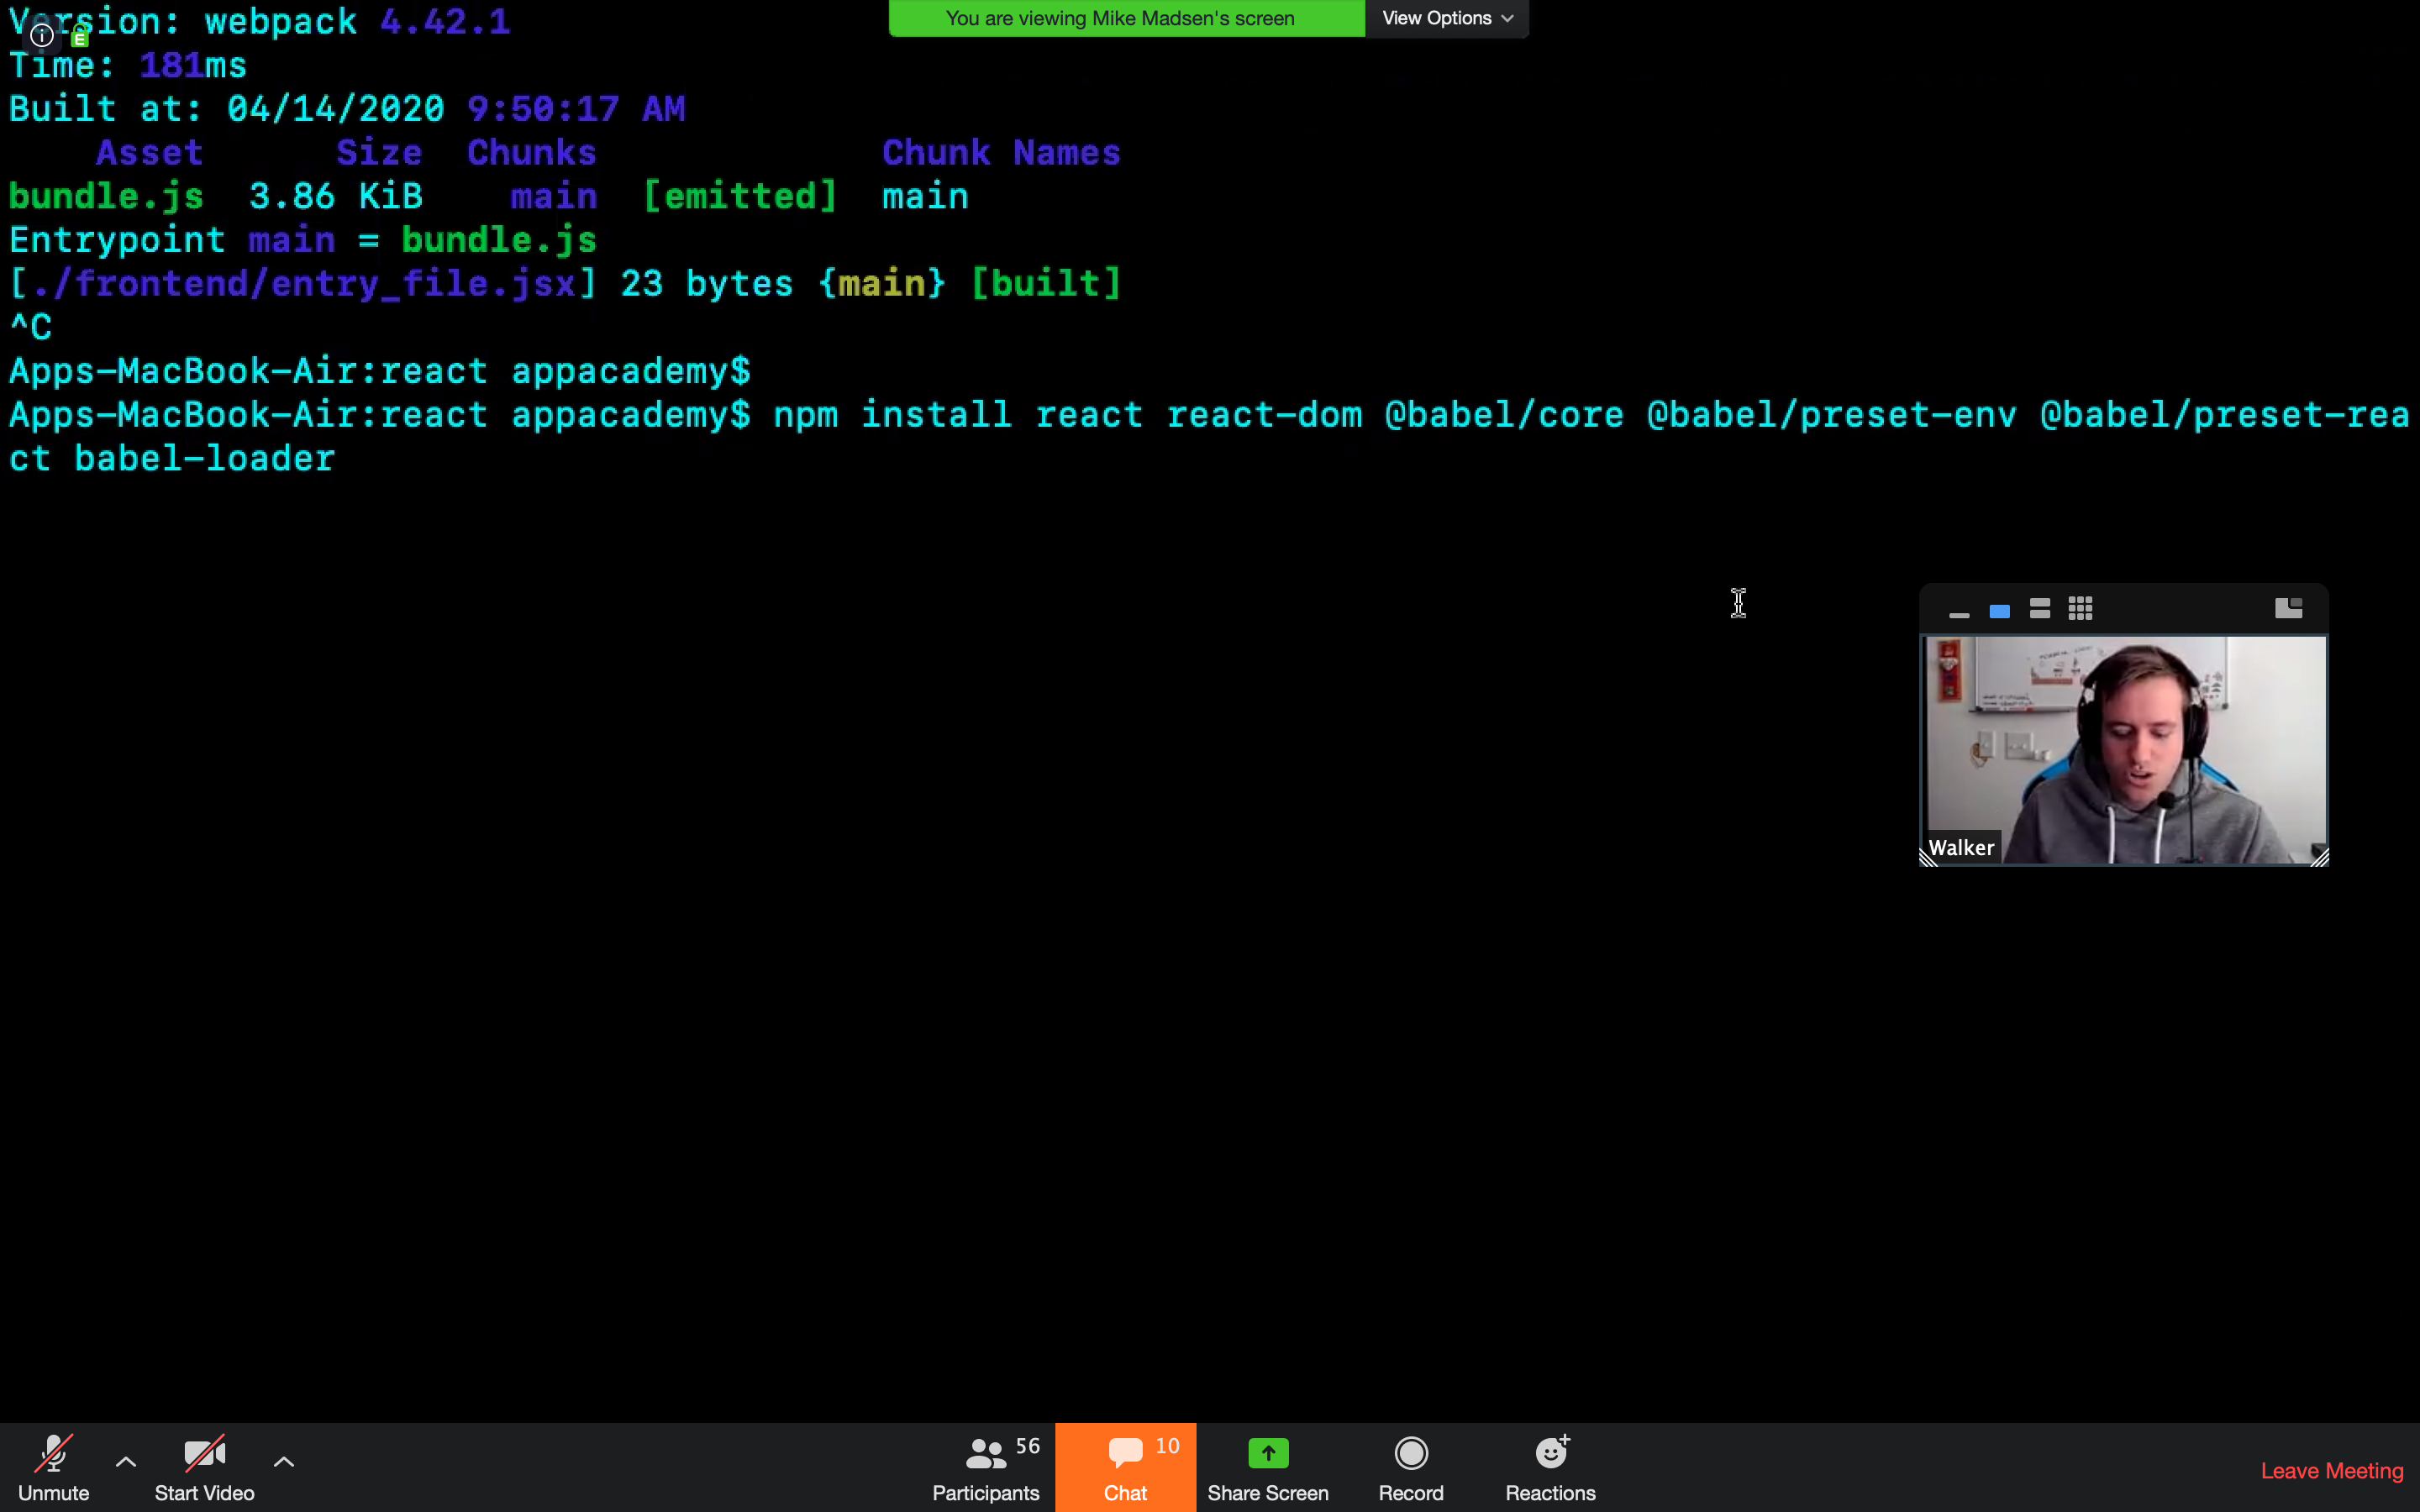 Version: webpack 4.42.1
You are viewing Mike Madsen's screen
View Options
Time: 181ms
Built at: 04/14/2020 9:50:17 AM
Asset Size Chunks Chunk Names
bundle.js 3.86 KiB main [emitted] main
Entrypoint main = bundle.js
[./frontend/entry_file.jsx] 23 bytes {main} [built]
^C
Apps-MacBook-Air:react appacademy$
Apps-MacBook-Air:react appacademy$ npm install react react-dom @babel/core @babel/preset-env @babel/preset-rea
ct babel-loader
Walker
56
10
Unmute
Start Video
Participants
Chat
Share Screen
Record
Reactions
Leave Meeting